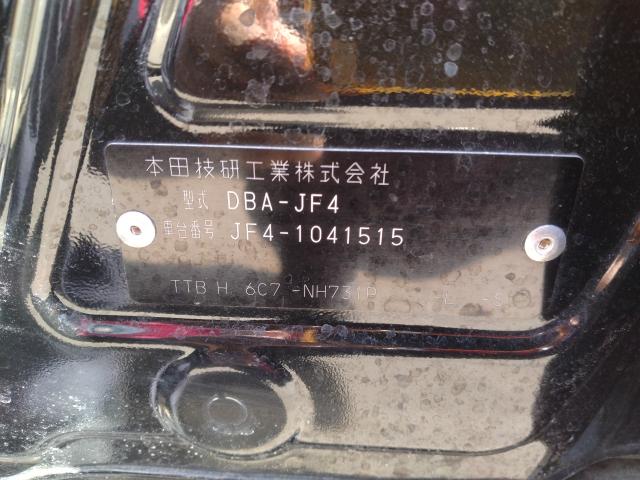 本田技研工業株式会社
型式 DBA-JF4
車台番号 JF4-1041515
TTB H 6C7 -NH731P